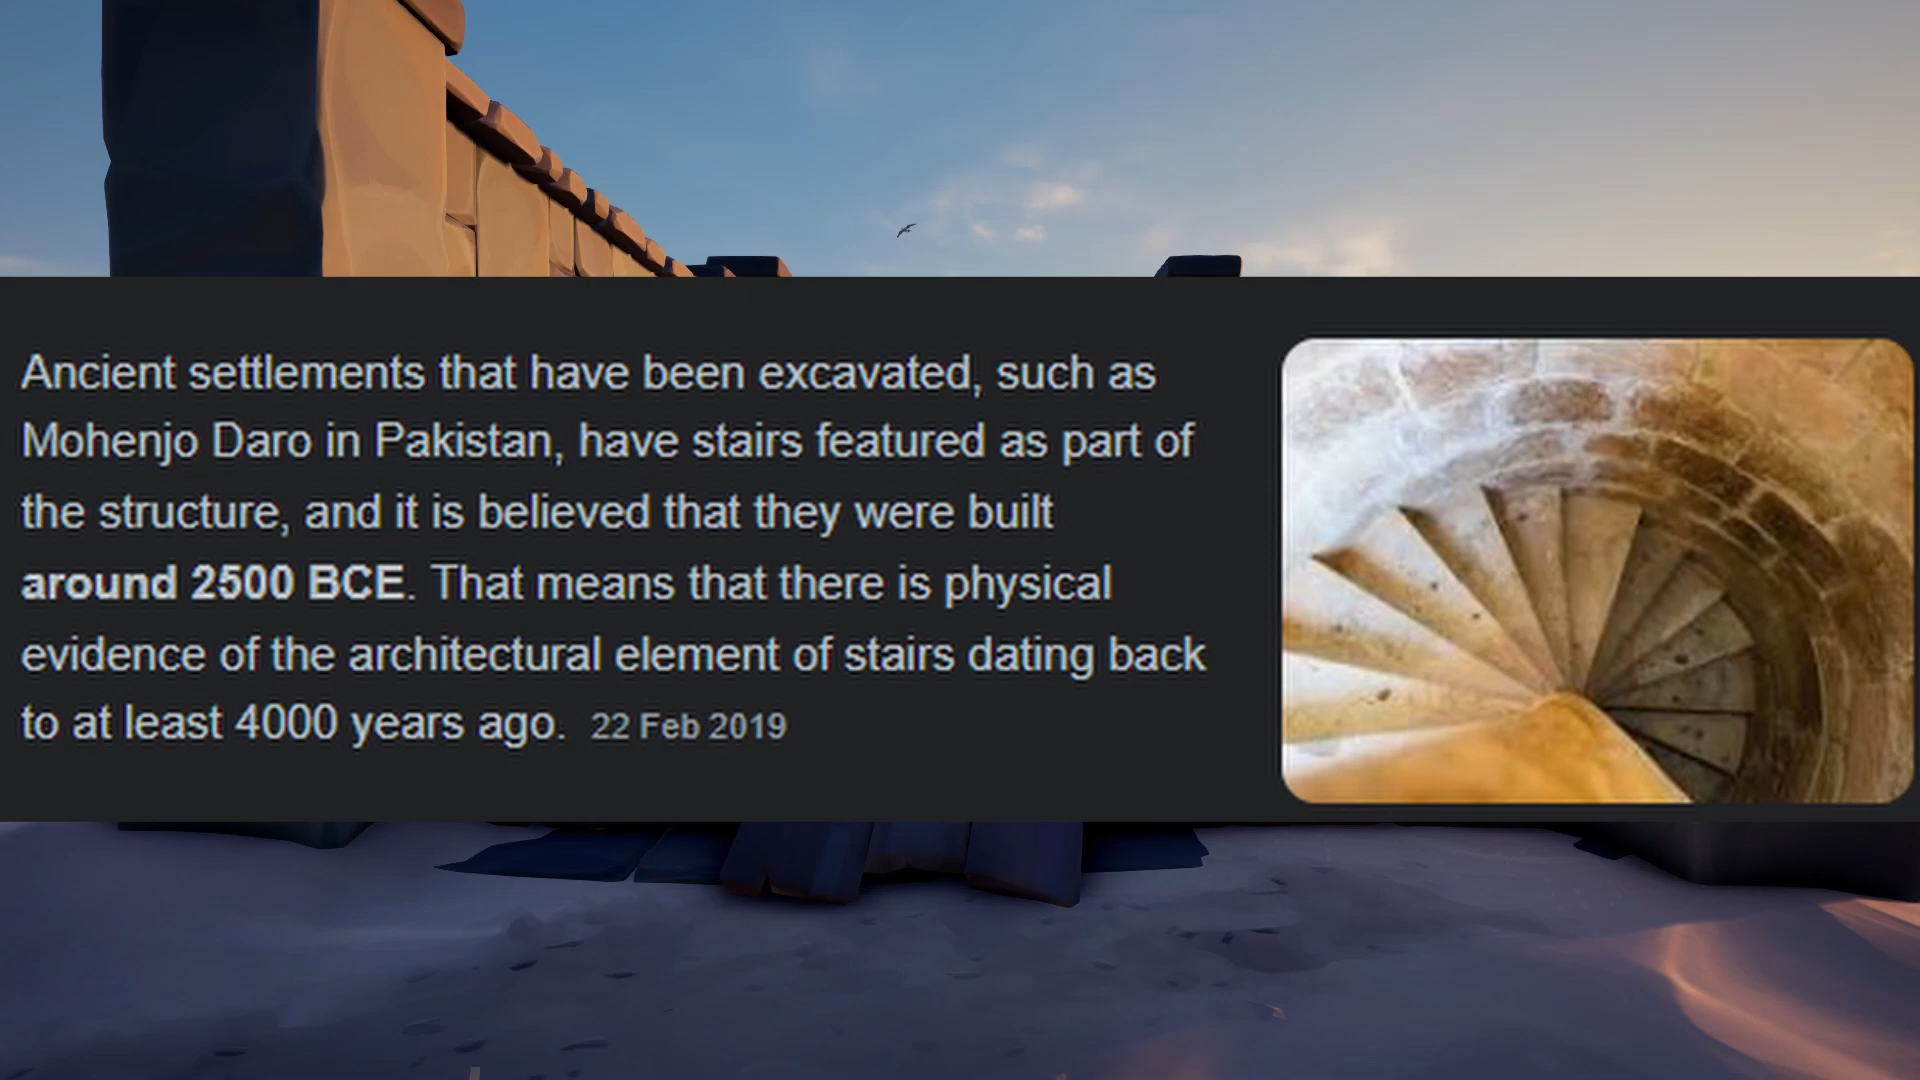 Ancient settlements that have been excavated, such as
Mohenjo Daro in Pakistan, have stairs featured as part of
the structure, and it is believed that they were built
around 2500 BCE. That means that there is physical
evidence of the architectural element of stairs dating back
to at least 4000 years ago. 22 Feb 2019